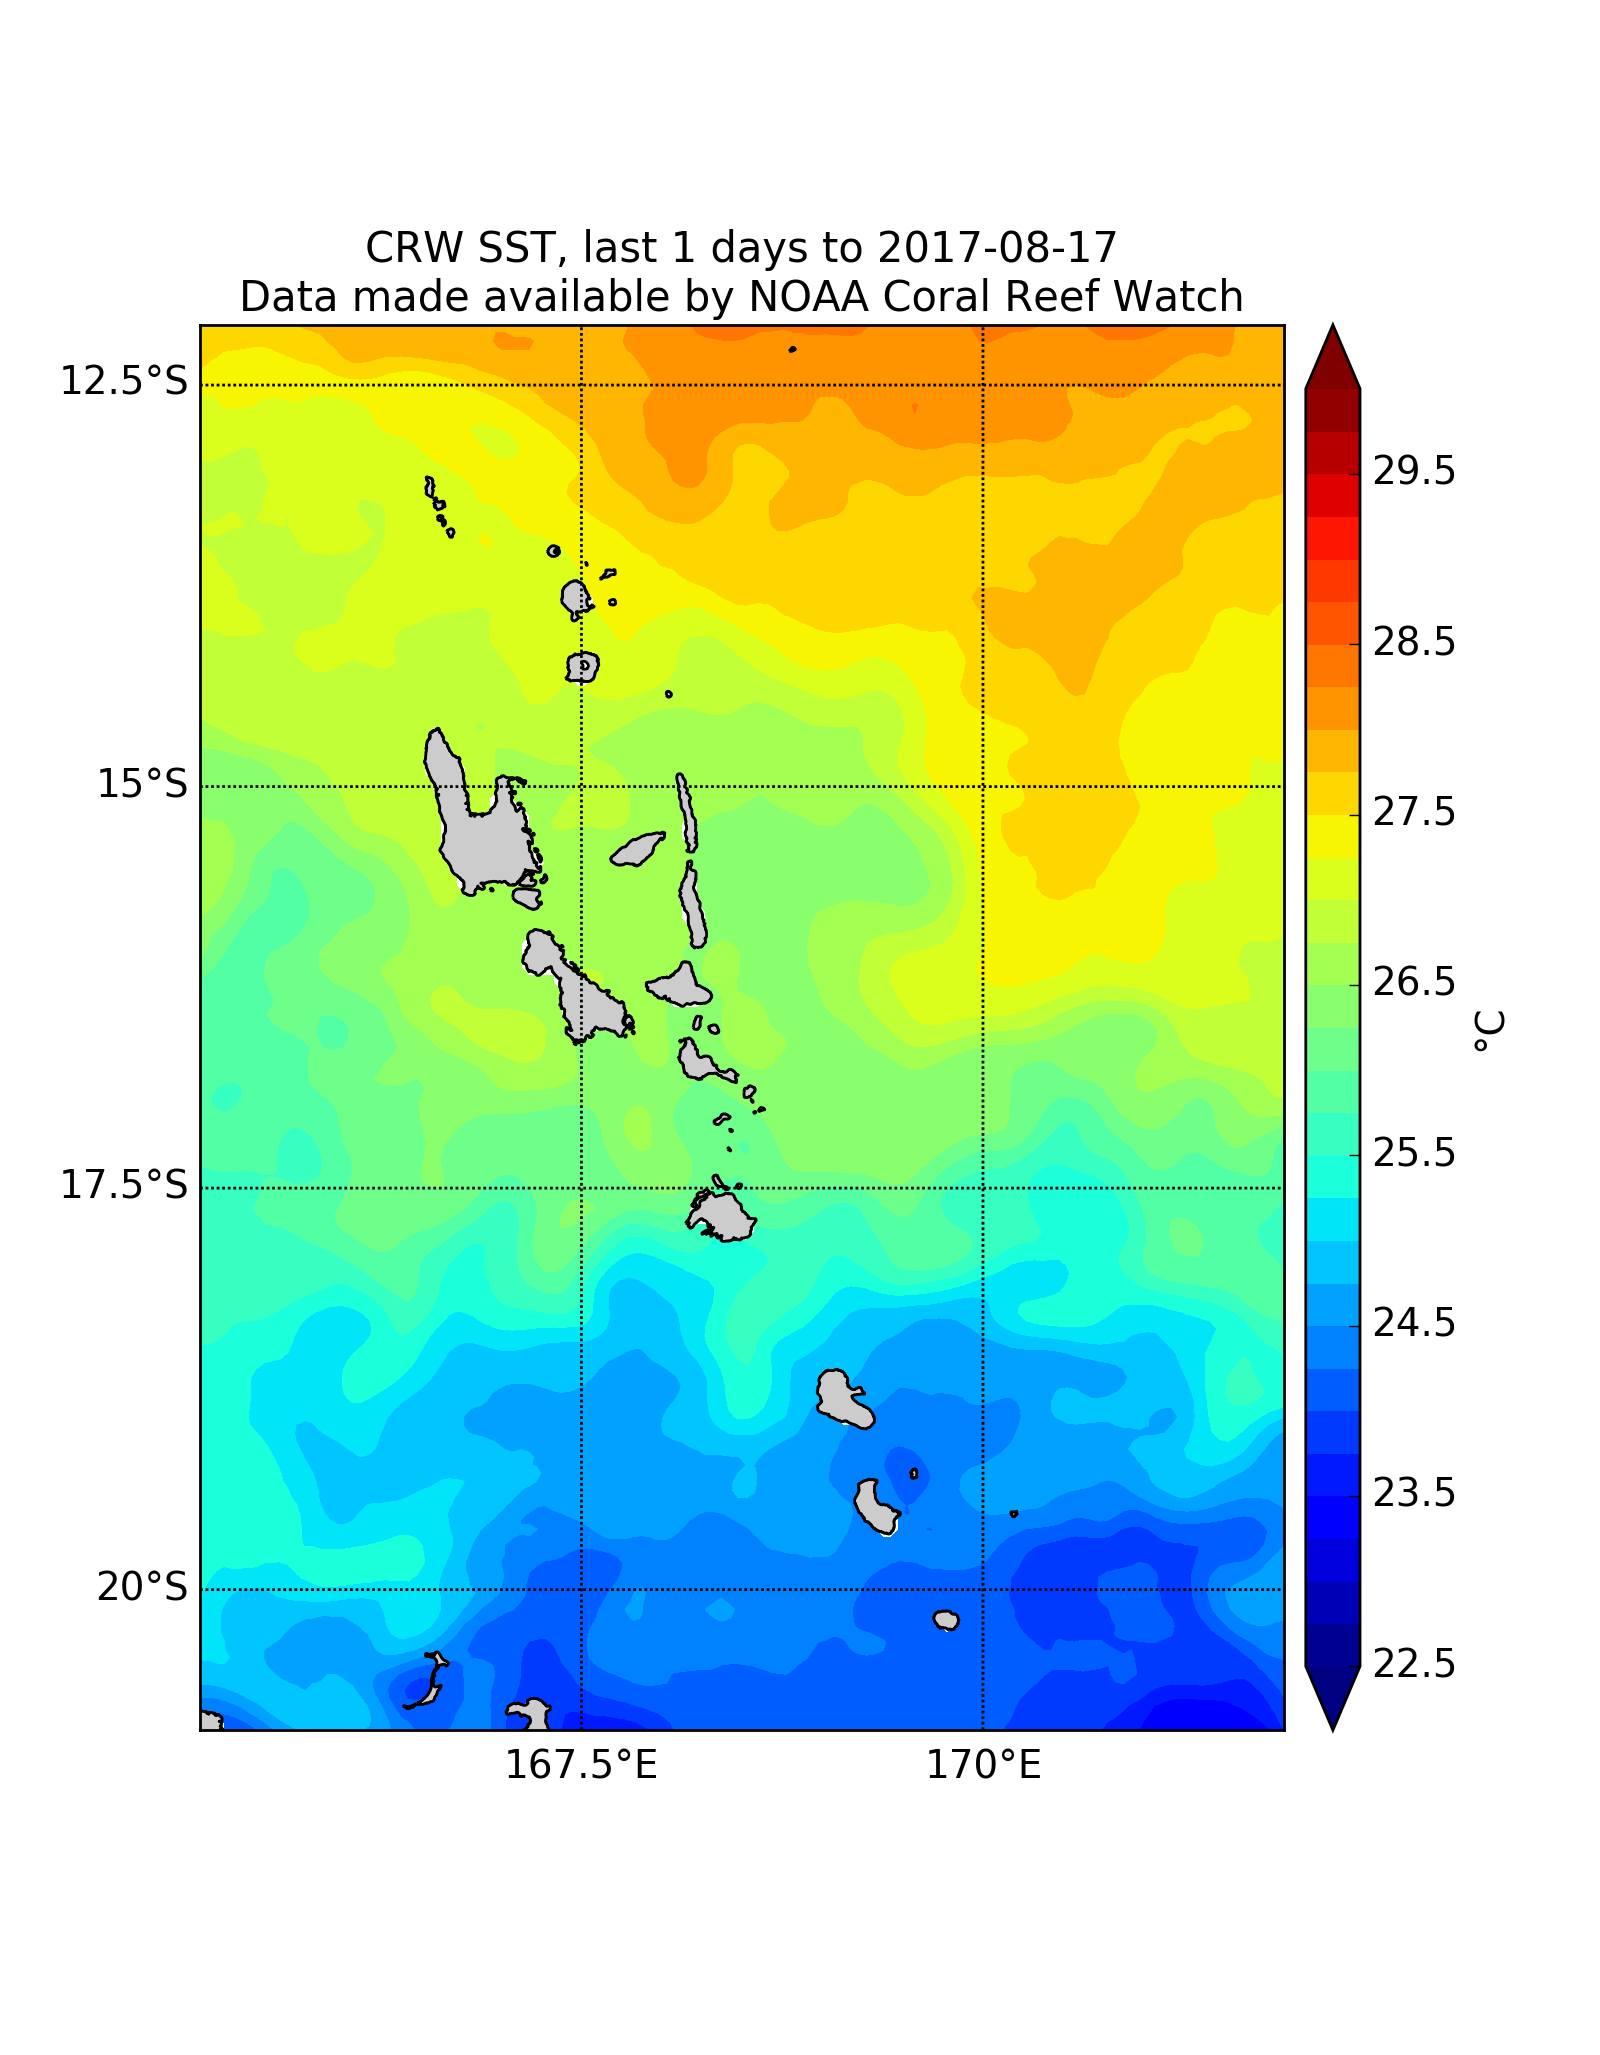 CRW SST, last 1 days to 2017-08-17
Data made available by NOAA Coral Reef Watch
12.5°S
15°S
17.5°S
20°S
167.5°E
170°E
29.5
28.5
27.5
26.5
25.5
24.5
23.5
22.5
°C